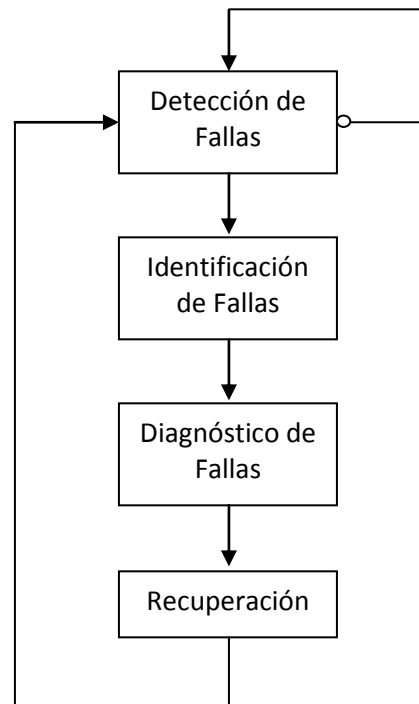 Detección de
Fallas
Identificación
de Fallas
Diagnóstico de
Fallas
Recuperación